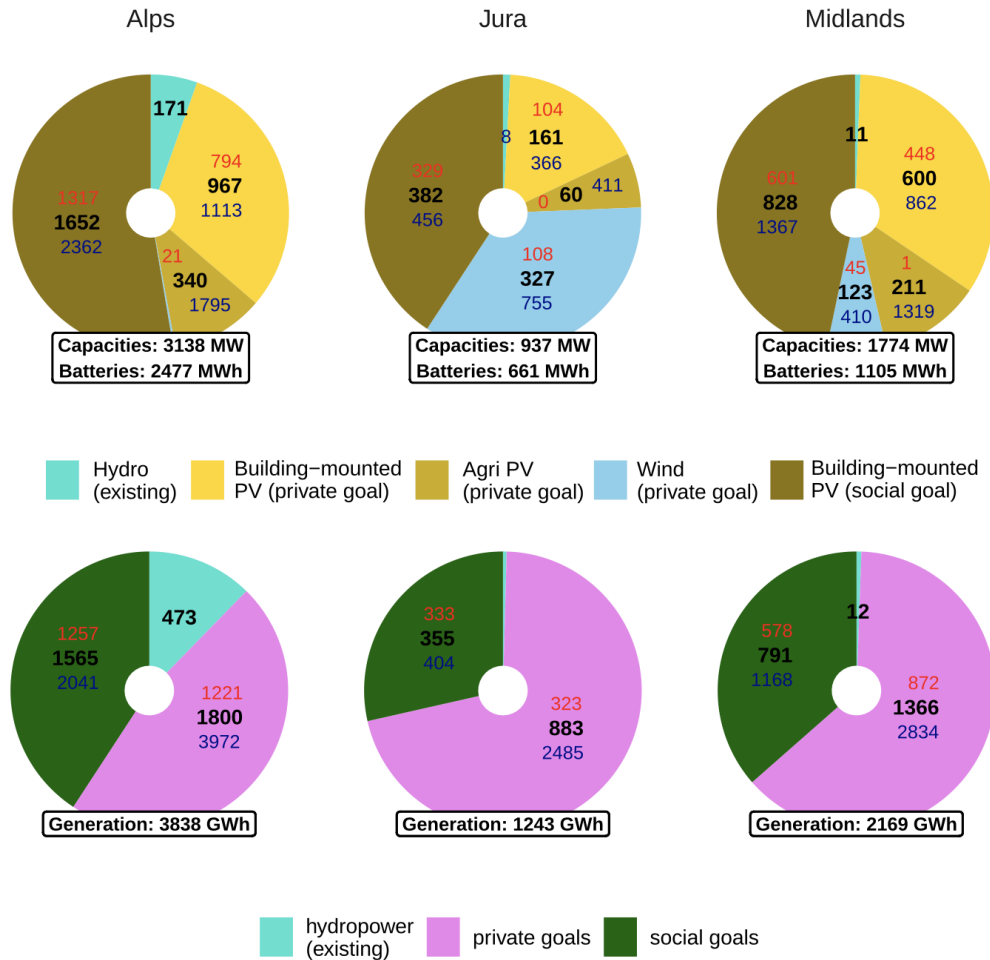 Alps
Jura
Midlands
171
794
967
1113
1317
1652
2362
21
340
1795
Capacities: 3138 MW
Batteries: 2477 MWh
8
104
161
366
329
382
456
0
60
411
108
327
755
Capacities: 937 MW
Batteries: 661 MWh
11
448
600
862
601
828
1367
45
123
410
1
211
1319
Capacities: 1774 MW
Batteries: 1105 MWh
Hydro
(existing)
Building−mounted
PV (private goal)
Agri PV
(private goal)
Wind
(private goal)
Building−mounted
PV (social goal)
473
1257
1565
2041
1221
1800
3972
Generation: 3838 GWh
333
355
404
323
883
2485
Generation: 1243 GWh
12
578
791
1168
872
1366
2834
Generation: 2169 GWh
hydropower
(existing)
private goals
social goals